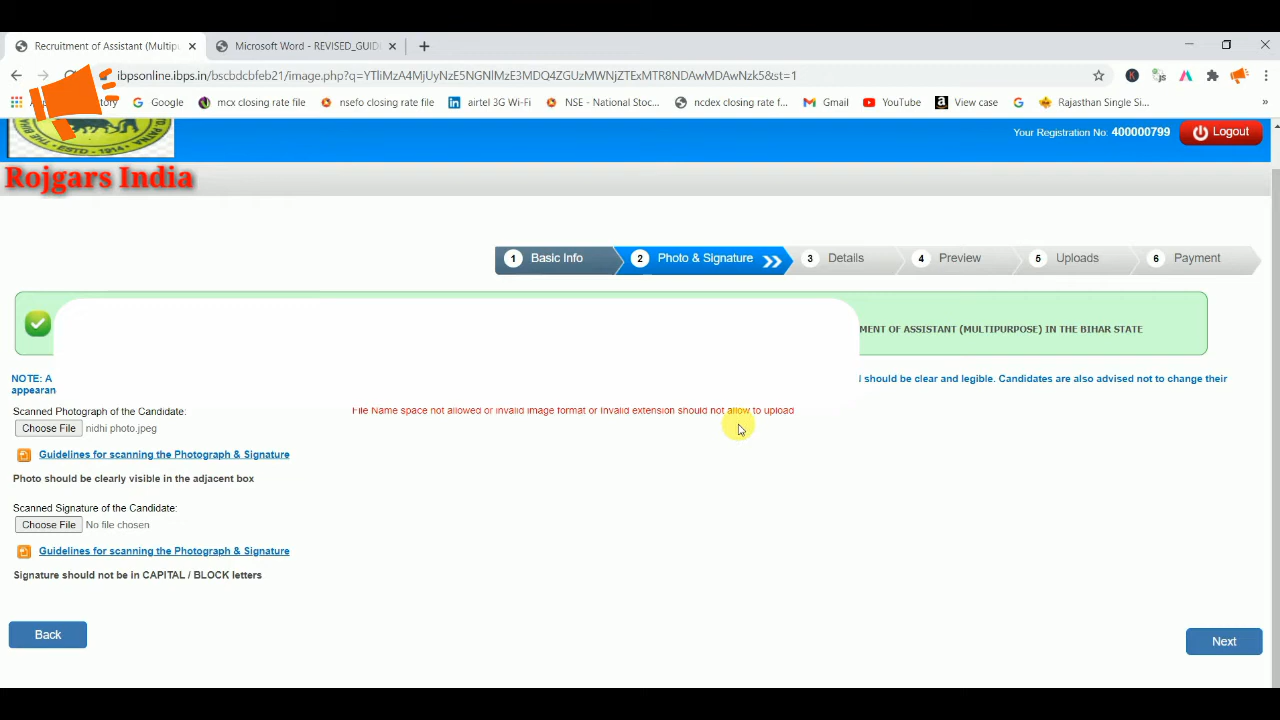 Recruitment of Assistant (Multipu
Microsoft Word - REVISED_GUID
ibpsonline.ibps.in/bscbdcbfeb21/image.php?q=YTliMzA4MjUyNzE5NGNlMzE3MDQ4ZGUzMWNjZTExMTR8NDAwMDAwNzk5&st=1
Google
mcx closing rate file
nsefo closing rate file
airtel 3G Wi-Fi
NSE - National Stoc...
ncdex closing rate f...
Gmail
YouTube
View case
Rajasthan Single Si...
ESTD - 1914
Your Registration No: 400000799
Logout
Rojgars India
1 Basic Info
2 Photo & Signature
3 Details
4 Preview
5 Uploads
6 Payment
MENT OF ASSISTANT (MULTIPURPOSE) IN THE BIHAR STATE
NOTE: A
should be clear and legible. Candidates are also advised not to change their
appearan
Scanned Photograph of the Candidate:
File Name space not allowed or invalid image format or Invalid extension should not allow to upload
Choose File nidhi photo.jpeg
Guidelines for scanning the Photograph & Signature
Photo should be clearly visible in the adjacent box
Scanned Signature of the Candidate:
Choose File No file chosen
Guidelines for scanning the Photograph & Signature
Signature should not be in CAPITAL / BLOCK letters
Back
Next